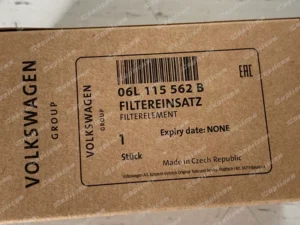 VOLKSWAGEN
GROUP
VOLKSWAGEN
GROUP
06L 115 562 B
FILTEREINSATZ
FILTERELEMENT
1
Expiry date: NONE
Stück
Made in Czech Republic
EAC